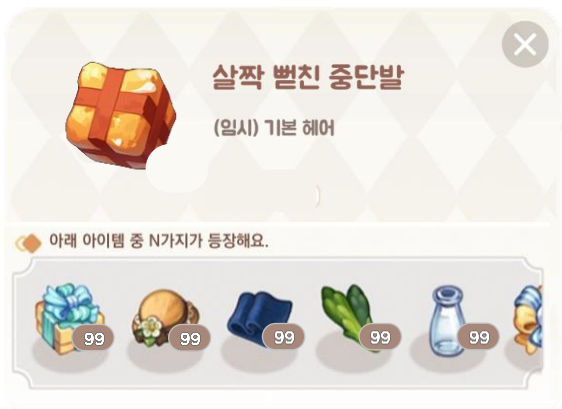 살짝 뻗친 중단발
(임시) 기본 헤어
)
아래 아이템 중 N가지가 등장해요.
99 99 99 99 99